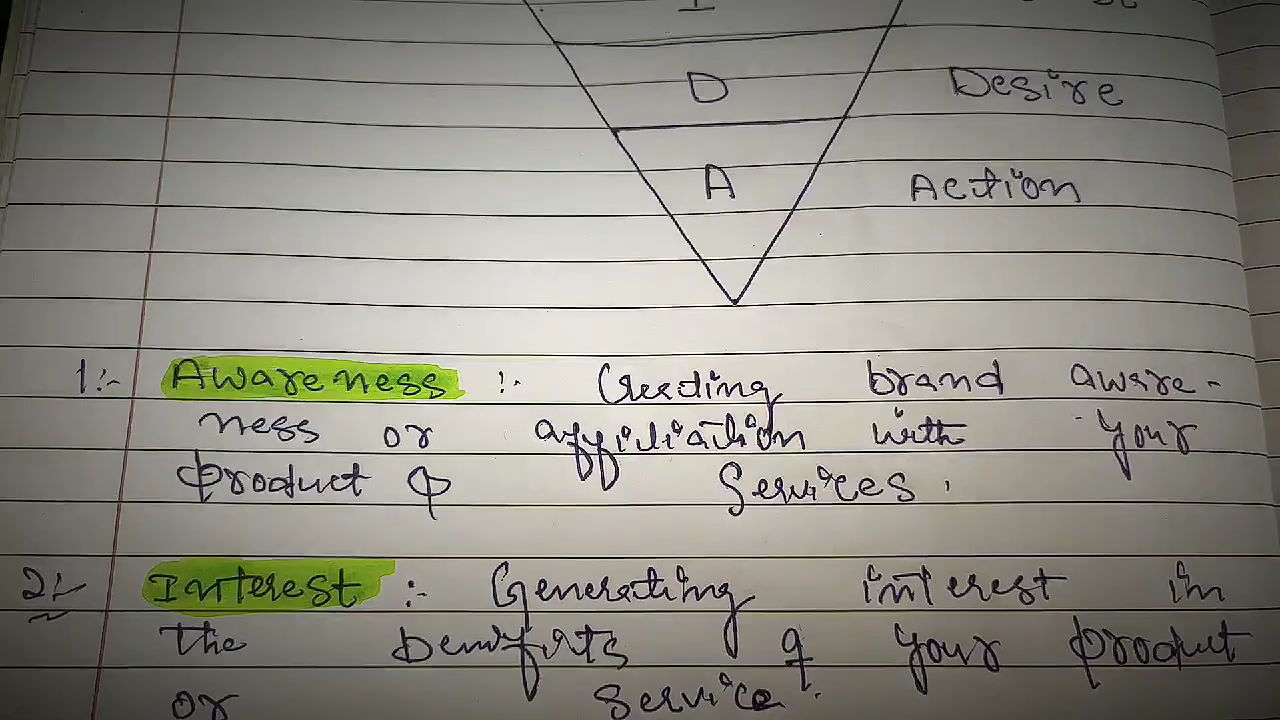 I
D Desire
A Action
1:- Awareness :- Creating brand aware-
ness or affiliation with your
product & Services.
2:- Interest :- Generating interest in
the benifits of your product
or service.